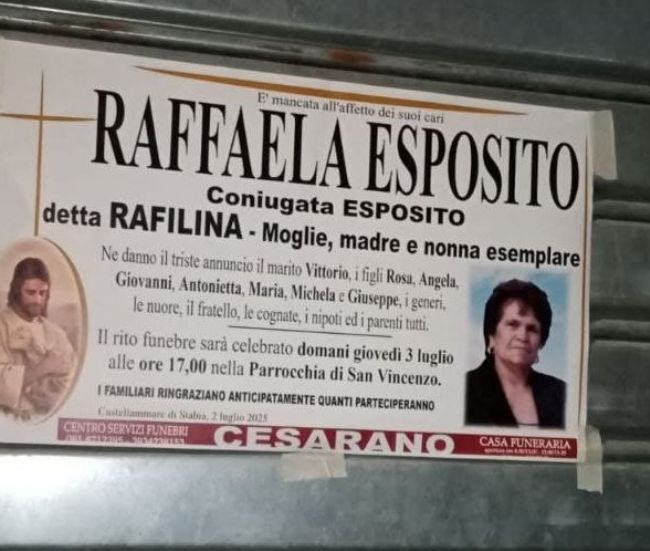 E' mancata all'affetto dei suoi cari
RAFFAELA ESPOSITO
Coniugata ESPOSITO
detta RAFILINA - Moglie, madre e nonna esemplare
Ne danno il triste annuncio il marito Vittorio, i figli Rosa, Angela,
Giovanni, Antonietta, Maria, Michela e Giuseppe, i generi,
le nuore, il fratello, le cognate, i nipoti ed i parenti tutti.
Il rito funebre sarà celebrato domani giovedì 3 luglio
alle ore 17,00 nella Parrocchia di San Vincenzo.
I FAMILIARI RINGRAZIANO ANTICIPATAMENTE QUANTI PARTECIPERANNO
Castellammare di Stabia, 2 luglio 2025
CENTRO SERVIZI FUNEBRI
CESARANO
CASA FUNERARIA